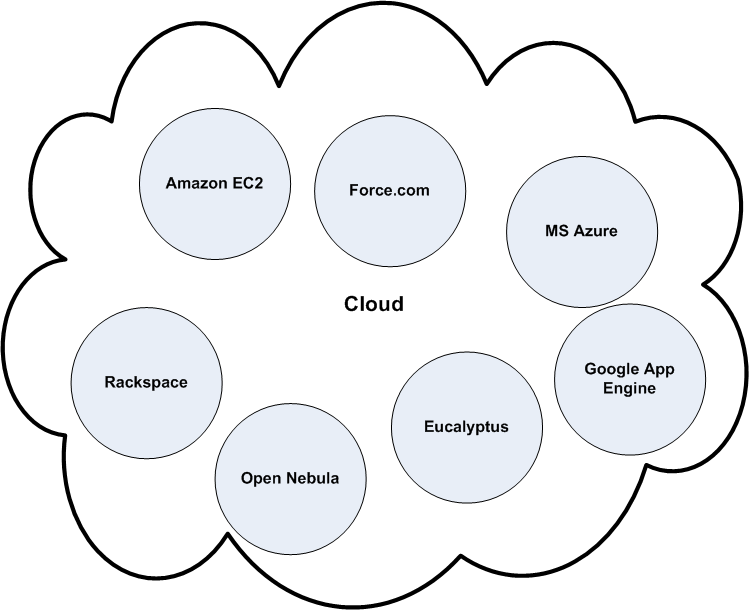 Amazon EC2
Force.com
MS Azure
Cloud
Rackspace
Google App
Engine
Eucalyptus
Open Nebula